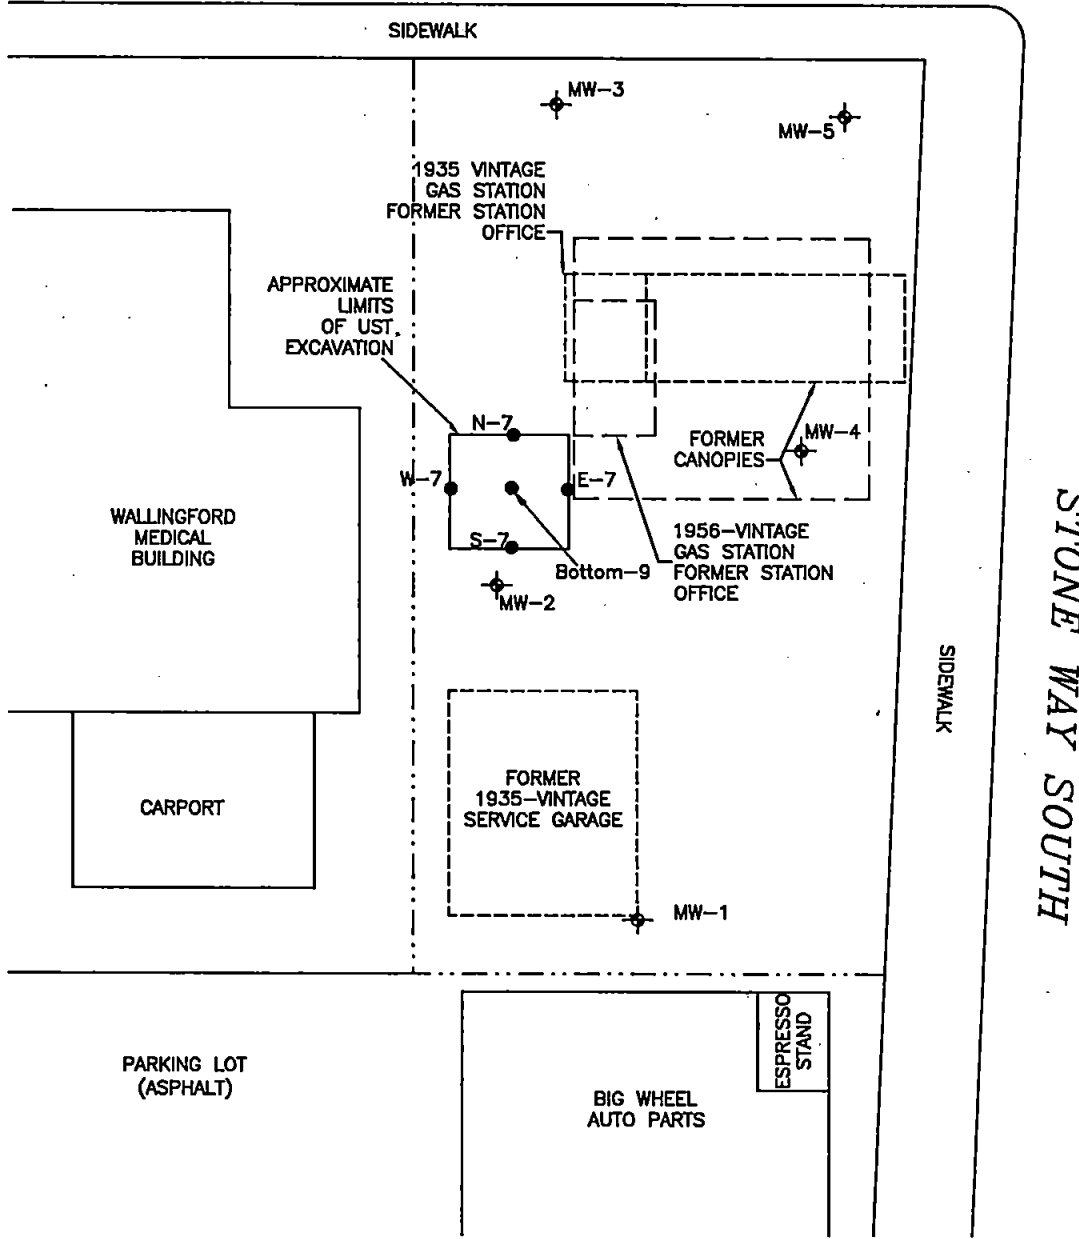 SIDEWALK
MW-3
MW-5
1935 VINTAGE
GAS STATION
FORMER STATION
OFFICE
APPROXIMATE
LIMITS
OF UST
EXCAVATION
N-7
W-7
E-7
S-7
Bottom-9
MW-2
FORMER
CANOPIES
MW-4
1956-VINTAGE
GAS STATION
FORMER STATION
OFFICE
WALLINGFORD
MEDICAL
BUILDING
CARPORT
FORMER
1935-VINTAGE
SERVICE GARAGE
MW-1
SIDEWALK
STONE WAY SOUTH
PARKING LOT
(ASPHALT)
BIG WHEEL
AUTO PARTS
ESPRESSO
STAND